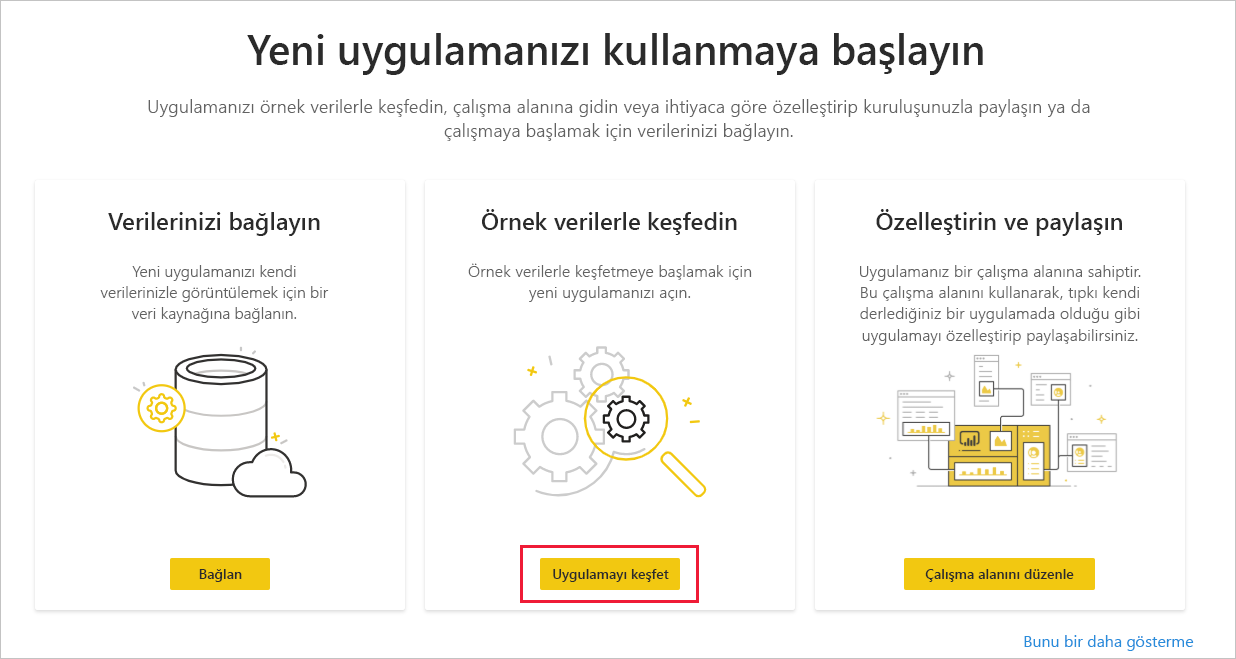 Yeni uygulamanızı kullanmaya başlayın
Uygulamanızı örnek verilerle keşfedin, çalışma alanına gidin veya ihtiyaca göre özelleştirip kuruluşunuzla paylaşın ya da
çalışmaya başlamak için verilerinizi bağlayın.
Verilerinizi bağlayın
Yeni uygulamanızı kendi
verilerinizle görüntülemek için bir
veri kaynağına bağlanın.
Bağlan
Örnek verilerle keşfedin
Örnek verilerle keşfetmeye başlamak için
yeni uygulamanızı açın.
Uygulamayı keşfet
Özelleştirin ve paylaşın
Uygulamanız bir çalışma alanına sahiptir.
Bu çalışma alanını kullanarak, tıpkı kendi
derlediğiniz bir uygulamada olduğu gibi
uygulamayı özelleştirip paylaşabilirsiniz.
Çalışma alanını düzenle
Bunu bir daha gösterme